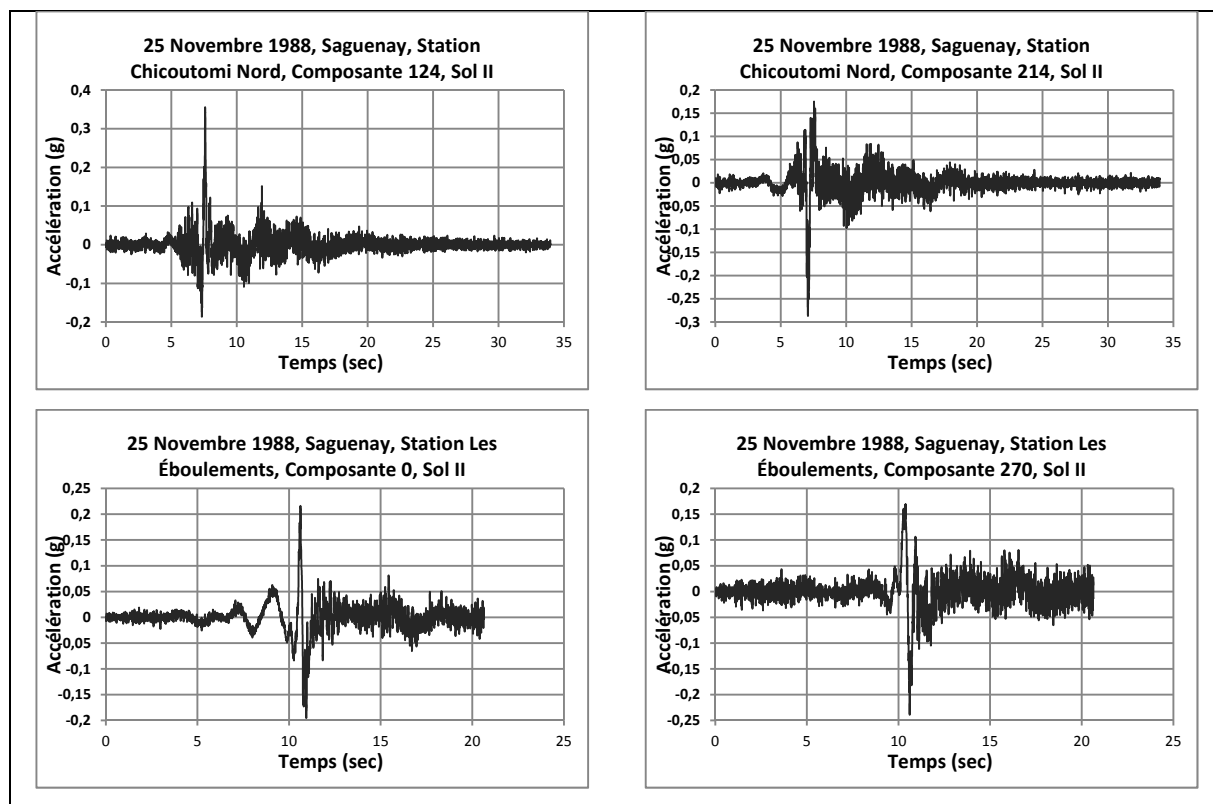 25 Novembre 1988, Saguenay, Station
Chicoutomi Nord, Composante 124, Sol II
Accélération (g)
0,4
0,3
0,2
0,1
0
-0,1
-0,2
0 5 10 15 20 25 30 35
Temps (sec)
25 Novembre 1988, Saguenay, Station
Chicoutomi Nord, Composante 214, Sol II
Accélération (g)
0,2
0,15
0,1
0,05
0
-0,05
-0,1
-0,15
-0,2
-0,25
-0,3
0 5 10 15 20 25 30 35
Temps (sec)
25 Novembre 1988, Saguenay, Station Les
Éboulements, Composante 0, Sol II
Accélération (g)
0,25
0,2
0,15
0,1
0,05
0
-0,05
-0,1
-0,15
-0,2
0 5 10 15 20 25
Temps (sec)
25 Novembre 1988, Saguenay, Station Les
Éboulements, Composante 270, Sol II
Accélération (g)
0,2
0,15
0,1
0,05
0
-0,05
-0,1
-0,15
-0,2
-0,25
0 5 10 15 20 25
Temps (sec)